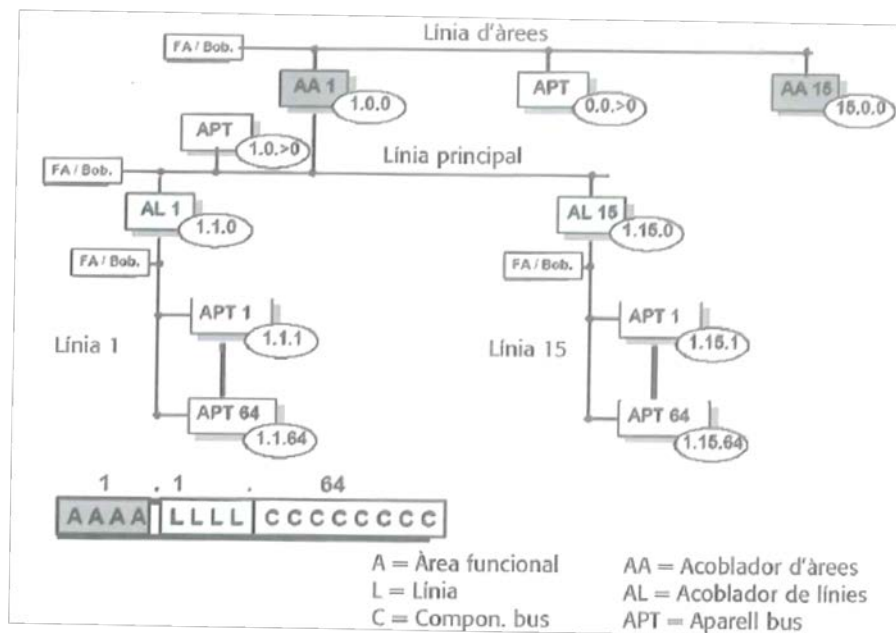 Línia d'àrees
FA / Bob.
AA 1
1.0.0
APT
0.0.>0
AA 15
15.0.0
APT
1.0.>0
Línia principal
FA / Bob.
AL 1
1.1.0
AL 15
1.15.0
FA / Bob.
FA / Bob.
APT 1
1.1.1
APT 1
1.15.1
Línia 1
Línia 15
APT 64
1.1.64
APT 64
1.15.64
1 . 1 . 64
A A A A L L L L C C C C C C C C
A = Àrea funcional
AA = Acoblador d'àrees
L = Línia
AL = Acoblador de línies
C = Compon. bus
APT = Aparell bus